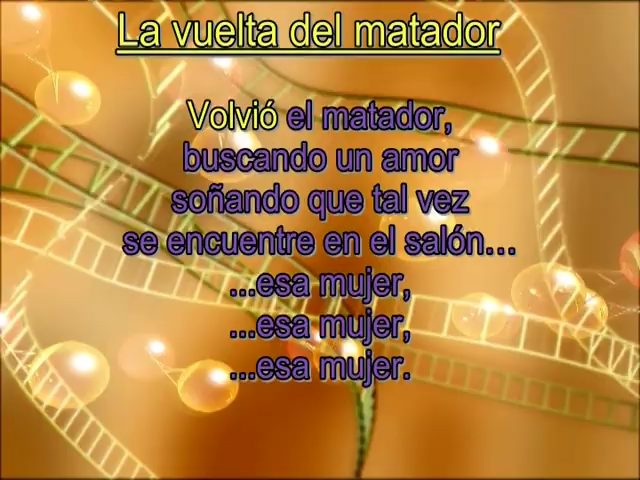 La vuelta del matador
Volvió el matador,
buscando un amor
soñando que tal vez
se encuentre en el salón...
...esa mujer,
...esa mujer,
...esa mujer.